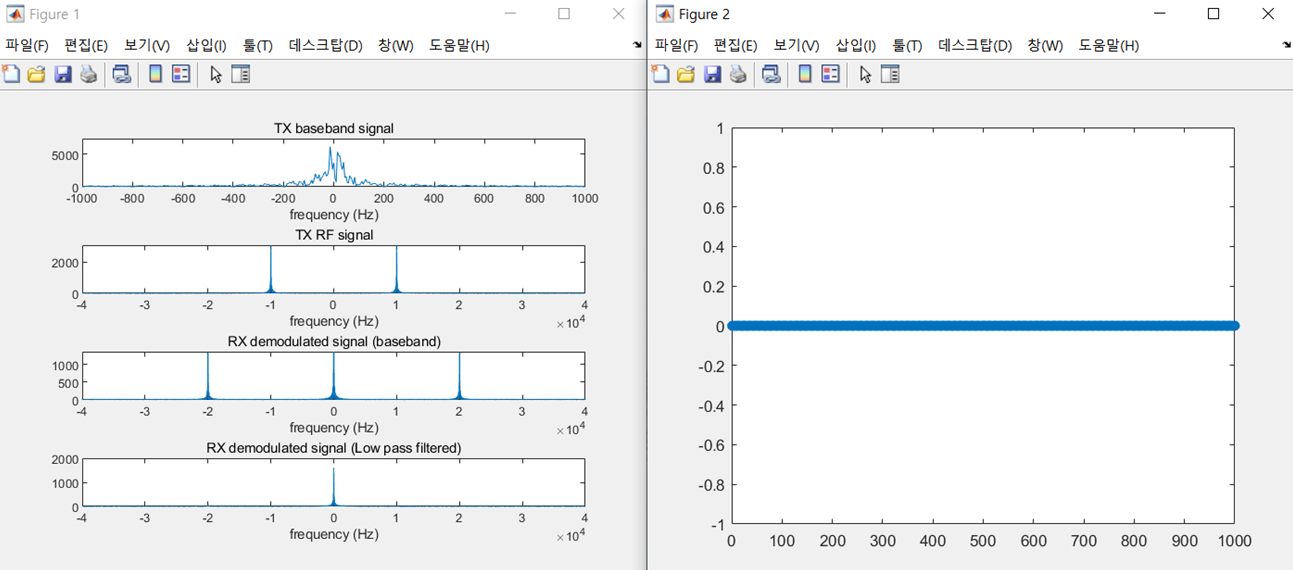 Figure 1
파일(F) 편집(E) 보기(V) 삽입(I) 툴(T) 데스크탑(D) 창(W) 도움말(H)
TX baseband signal
5000
0
-1000 -800 -600 -400 -200 0 200 400 600 800 1000
frequency (Hz)
TX RF signal
2000
0
-4 -3 -2 -1 0 1 2 3 4
frequency (Hz)
×10^4
RX demodulated signal (baseband)
1000
500
0
-4 -3 -2 -1 0 1 2 3 4
frequency (Hz)
×10^4
RX demodulated signal (Low pass filtered)
2000
1000
0
-4 -3 -2 -1 0 1 2 3 4
frequency (Hz)
×10^4
Figure 2
파일(F) 편집(E) 보기(V) 삽입(I) 툴(T) 데스크탑(D) 창(W) 도움말(H)
1
0.8
0.6
0.4
0.2
0
-0.2
-0.4
-0.6
-0.8
-1
0 100 200 300 400 500 600 700 800 900 1000